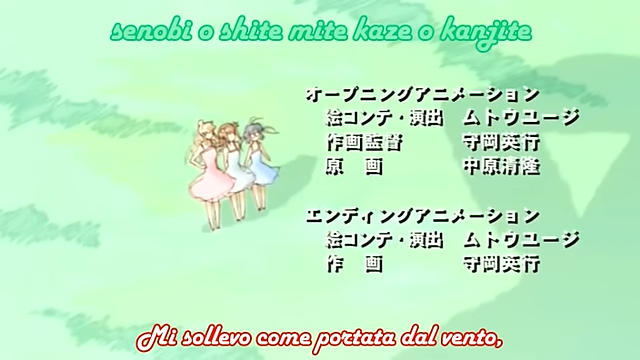 senobi o shite mite kaze o kanjite
オープニングアニメーション
絵コンテ・演出　ムトウユージ
作画監督　守岡英行
原　画　中原清隆
エンディングアニメーション
絵コンテ・演出　ムトウユージ
作　画　守岡英行
Mi sollevo come portata dal vento,